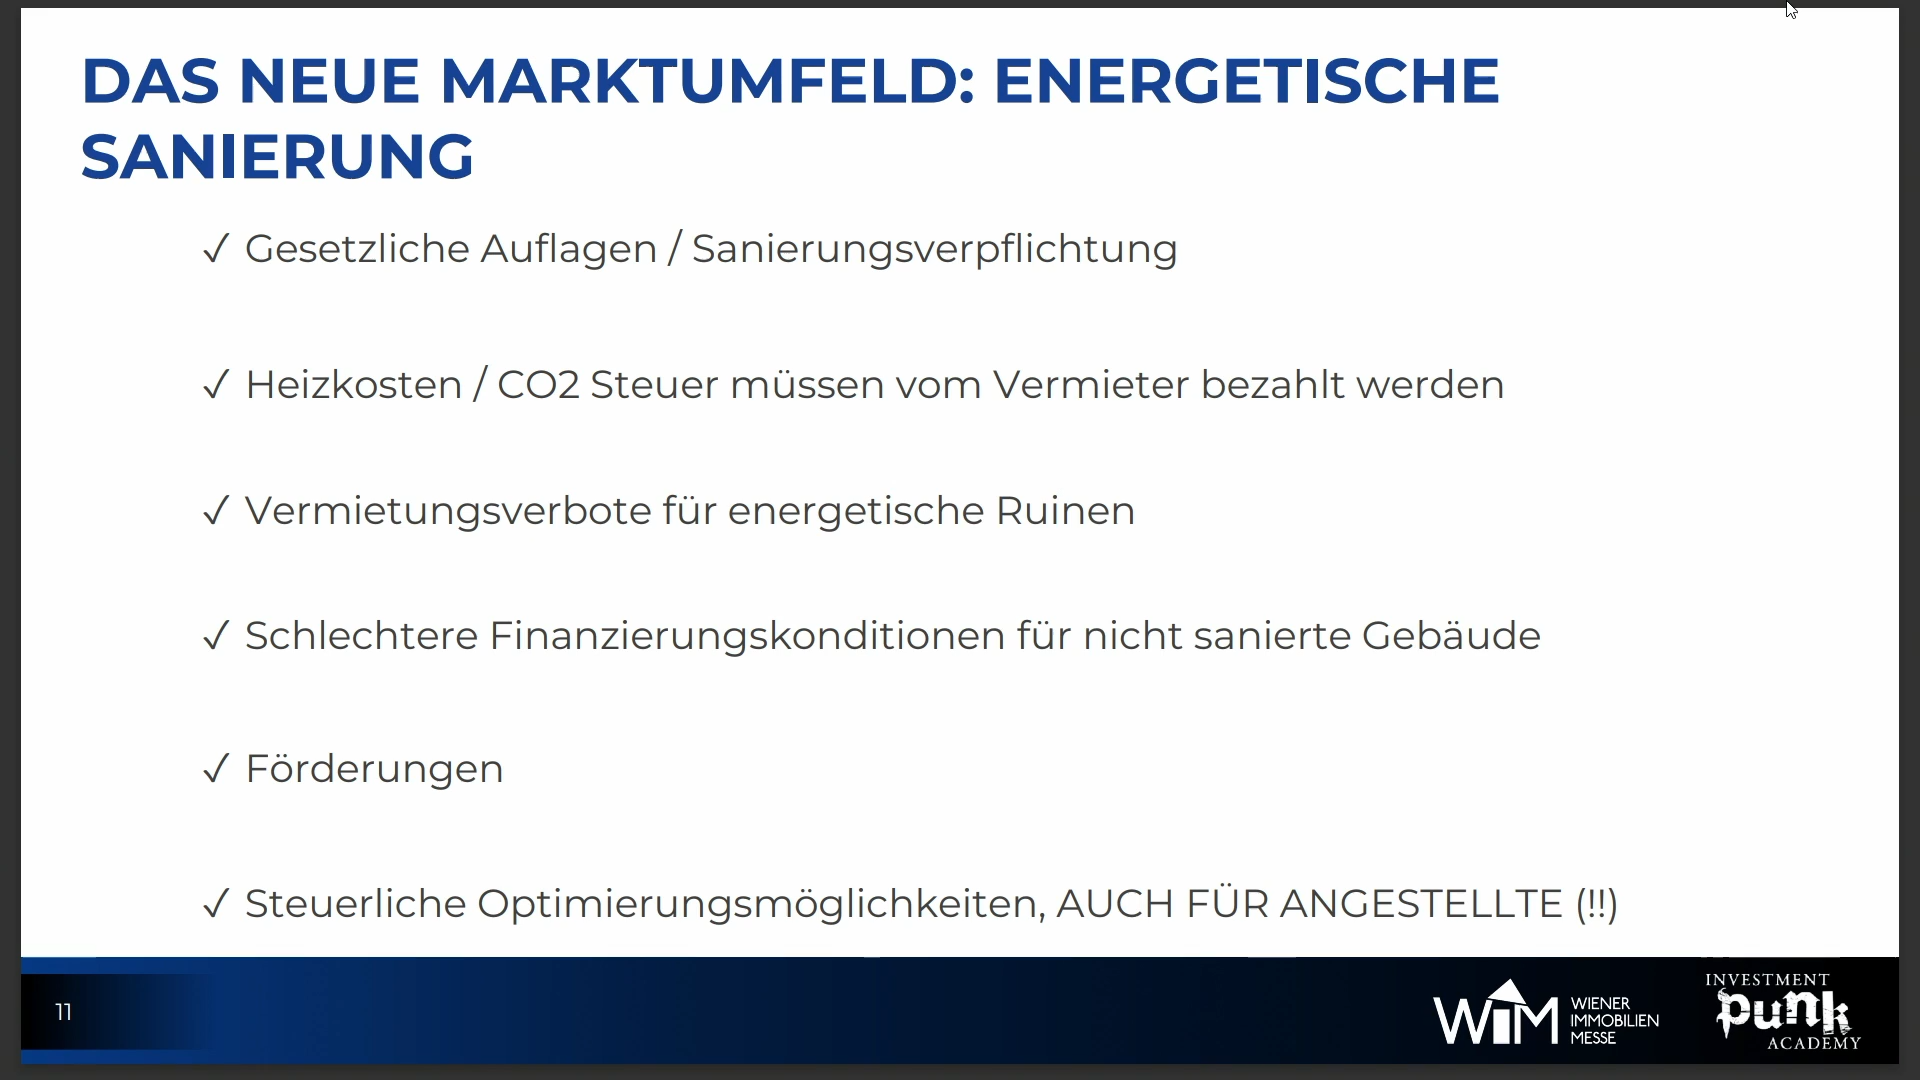 DAS NEUE MARKTUMFELD: ENERGETISCHE
SANIERUNG
✓ Gesetzliche Auflagen / Sanierungsverpflichtung
✓ Heizkosten / CO2 Steuer müssen vom Vermieter bezahlt werden
✓ Vermietungsverbote für energetische Ruinen
✓ Schlechtere Finanzierungskonditionen für nicht sanierte Gebäude
✓ Förderungen
✓ Steuerliche Optimierungsmöglichkeiten, AUCH FÜR ANGESTELLTE (!!)
11
WIM
WIENER
IMMOBILIEN
MESSE
INVESTMENT
punk
ACADEMY